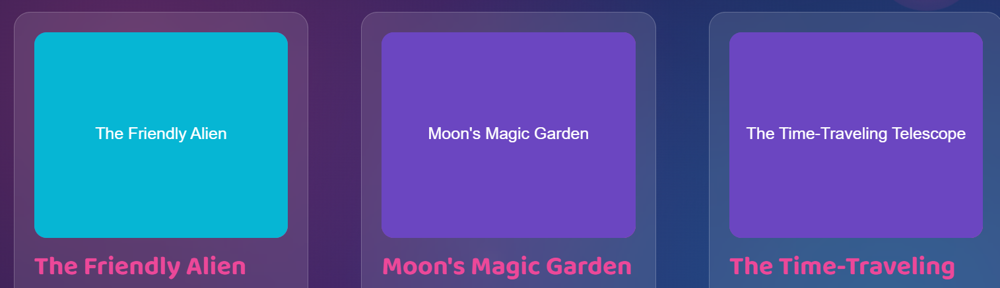 The Friendly Alien
Moon's Magic Garden
The Time-Traveling Telescope
The Friendly Alien
Moon's Magic Garden
The Time-Traveling